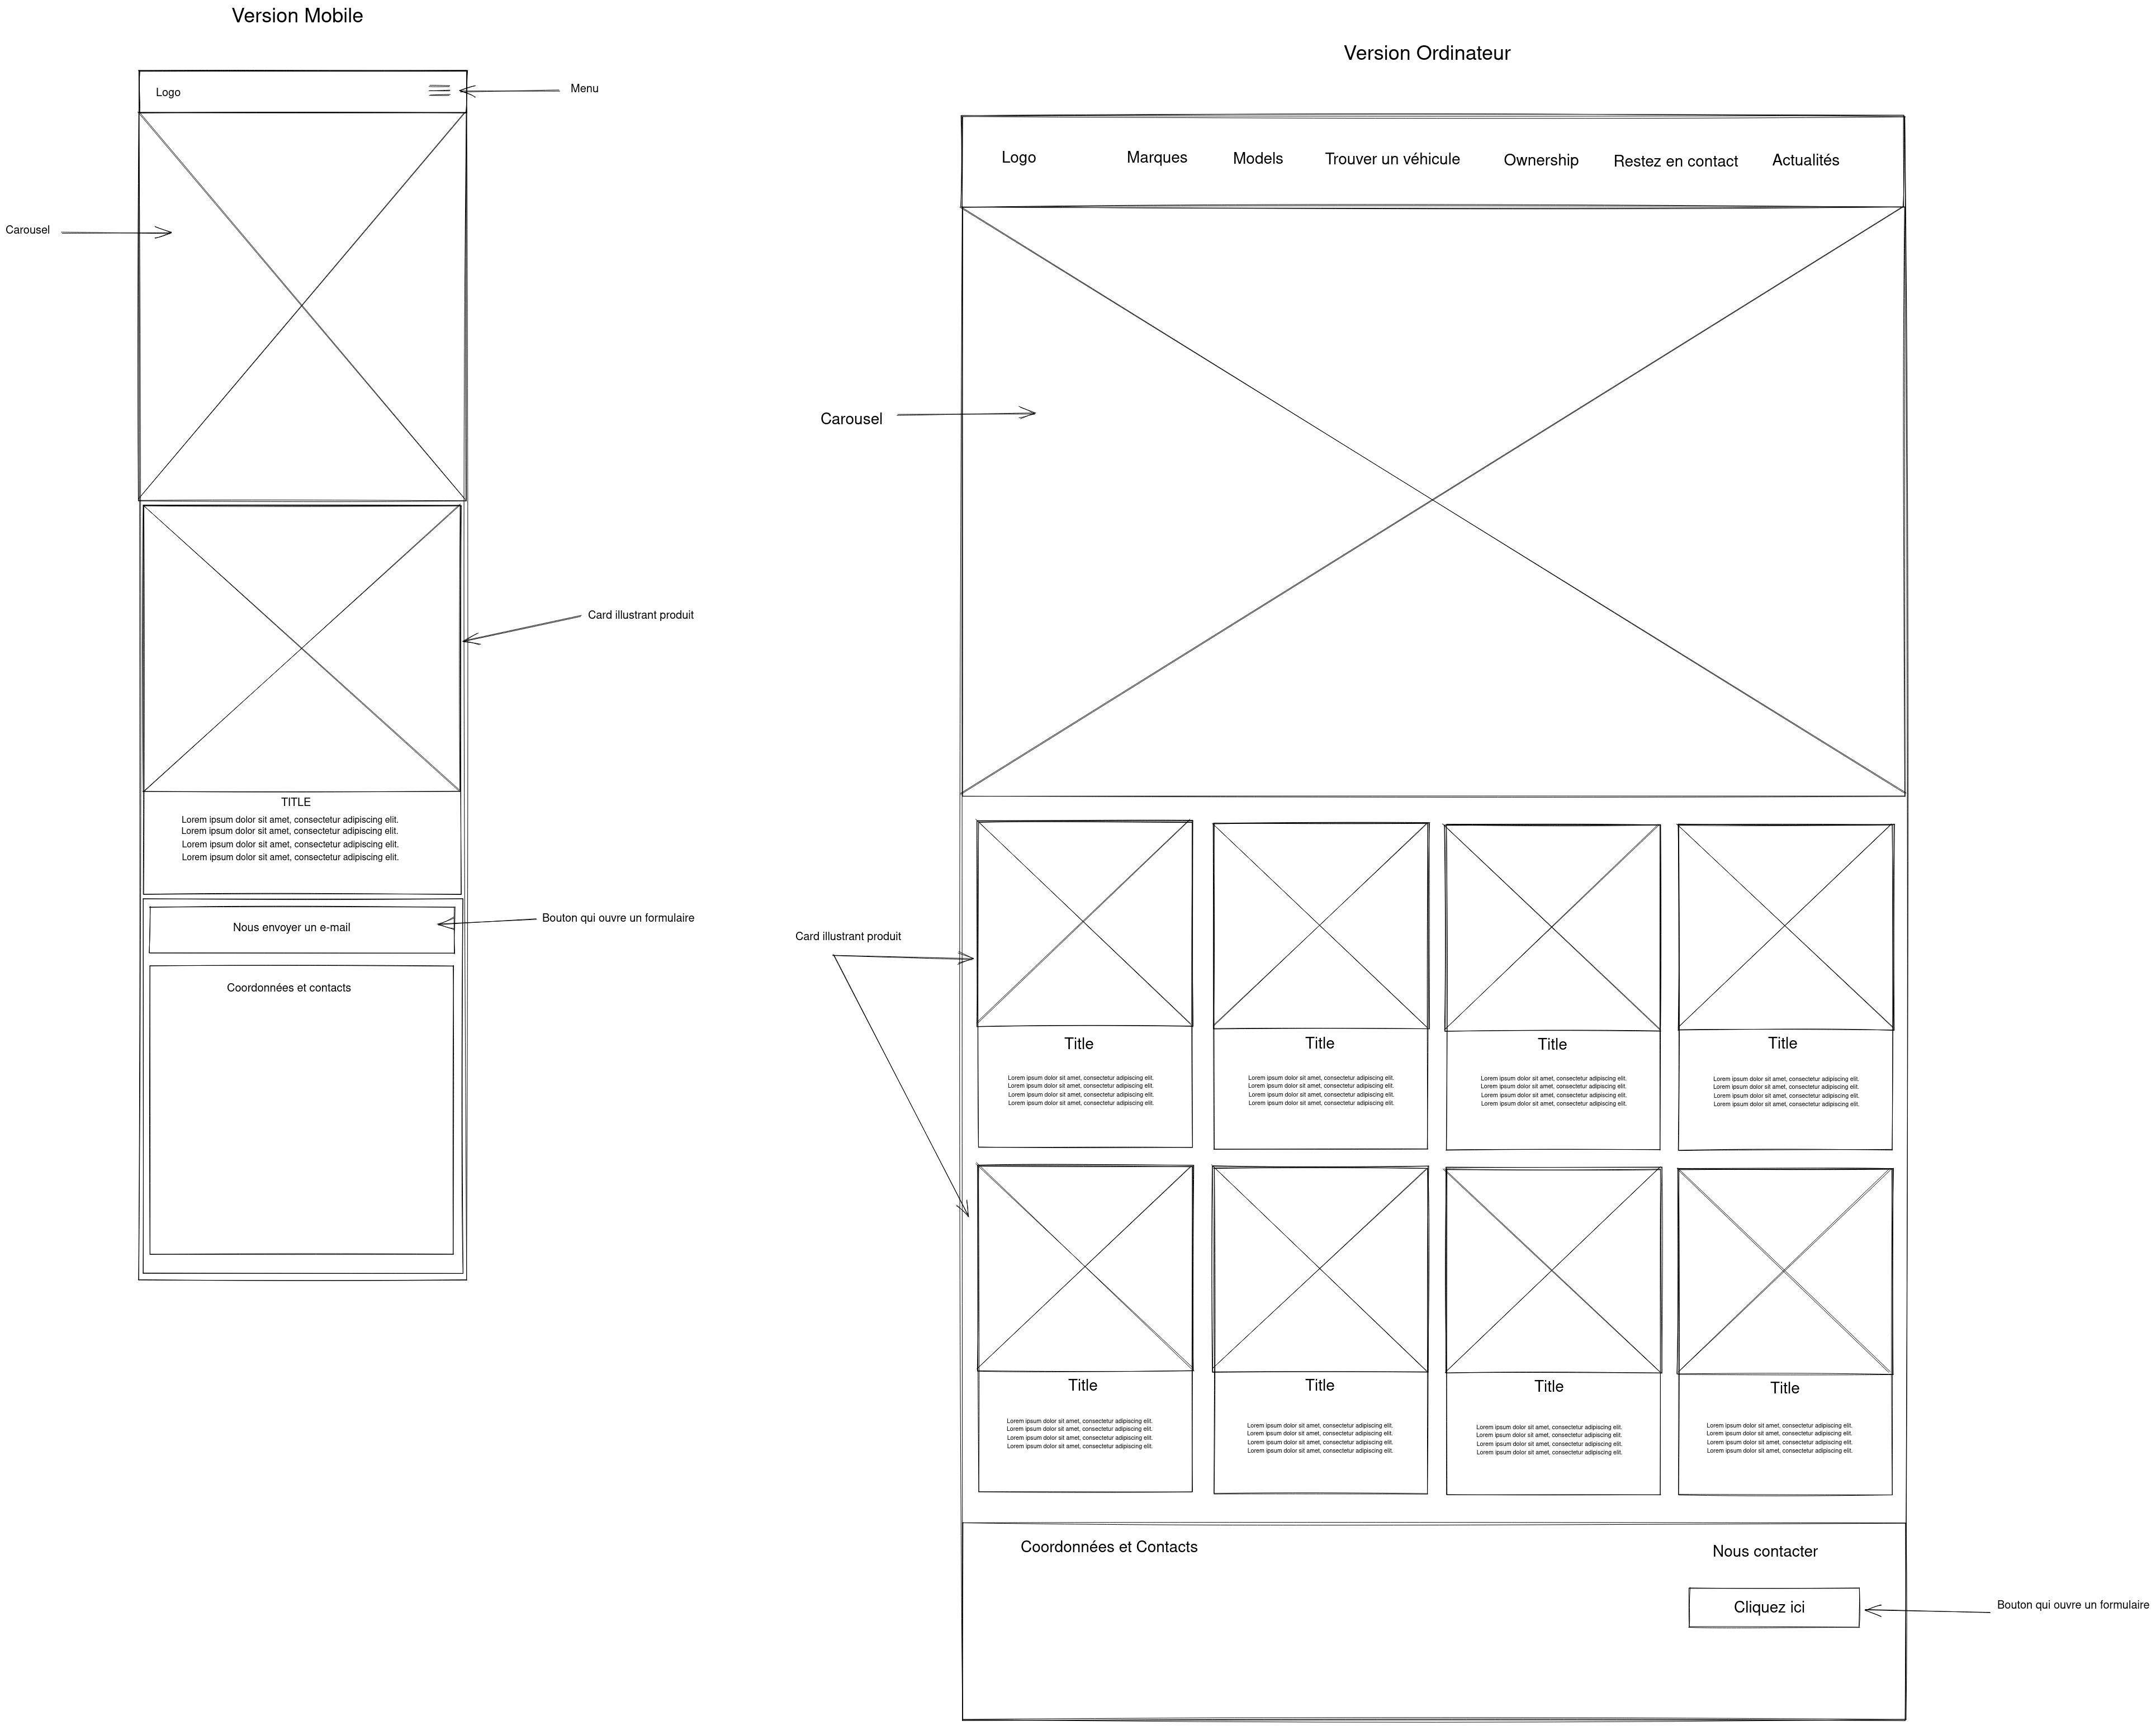 Version Mobile
Logo
Menu
Carousel
Card illustrant produit
TITLE
Lorem ipsum dolor sit amet, consectetur adipiscing elit.
Lorem ipsum dolor sit amet, consectetur adipiscing elit.
Lorem ipsum dolor sit amet, consectetur adipiscing elit.
Lorem ipsum dolor sit amet, consectetur adipiscing elit.
Nous envoyer un e-mail
Bouton qui ouvre un formulaire
Coordonnées et contacts
Version Ordinateur
Logo
Marques
Models
Trouver un véhicule
Ownership
Restez en contact
Actualités
Carousel
Card illustrant produit
Title
Lorem ipsum dolor sit amet, consectetur adipiscing elit.
Lorem ipsum dolor sit amet, consectetur adipiscing elit.
Lorem ipsum dolor sit amet, consectetur adipiscing elit.
Lorem ipsum dolor sit amet, consectetur adipiscing elit.
Title
Lorem ipsum dolor sit amet, consectetur adipiscing elit.
Lorem ipsum dolor sit amet, consectetur adipiscing elit.
Lorem ipsum dolor sit amet, consectetur adipiscing elit.
Lorem ipsum dolor sit amet, consectetur adipiscing elit.
Title
Lorem ipsum dolor sit amet, consectetur adipiscing elit.
Lorem ipsum dolor sit amet, consectetur adipiscing elit.
Lorem ipsum dolor sit amet, consectetur adipiscing elit.
Lorem ipsum dolor sit amet, consectetur adipiscing elit.
Title
Lorem ipsum dolor sit amet, consectetur adipiscing elit.
Lorem ipsum dolor sit amet, consectetur adipiscing elit.
Lorem ipsum dolor sit amet, consectetur adipiscing elit.
Lorem ipsum dolor sit amet, consectetur adipiscing elit.
Title
Lorem ipsum dolor sit amet, consectetur adipiscing elit.
Lorem ipsum dolor sit amet, consectetur adipiscing elit.
Lorem ipsum dolor sit amet, consectetur adipiscing elit.
Lorem ipsum dolor sit amet, consectetur adipiscing elit.
Title
Lorem ipsum dolor sit amet, consectetur adipiscing elit.
Lorem ipsum dolor sit amet, consectetur adipiscing elit.
Lorem ipsum dolor sit amet, consectetur adipiscing elit.
Lorem ipsum dolor sit amet, consectetur adipiscing elit.
Title
Lorem ipsum dolor sit amet, consectetur adipiscing elit.
Lorem ipsum dolor sit amet, consectetur adipiscing elit.
Lorem ipsum dolor sit amet, consectetur adipiscing elit.
Lorem ipsum dolor sit amet, consectetur adipiscing elit.
Title
Lorem ipsum dolor sit amet, consectetur adipiscing elit.
Lorem ipsum dolor sit amet, consectetur adipiscing elit.
Lorem ipsum dolor sit amet, consectetur adipiscing elit.
Lorem ipsum dolor sit amet, consectetur adipiscing elit.
Coordonnées et Contacts
Nous contacter
Cliquez ici
Bouton qui ouvre un formulaire